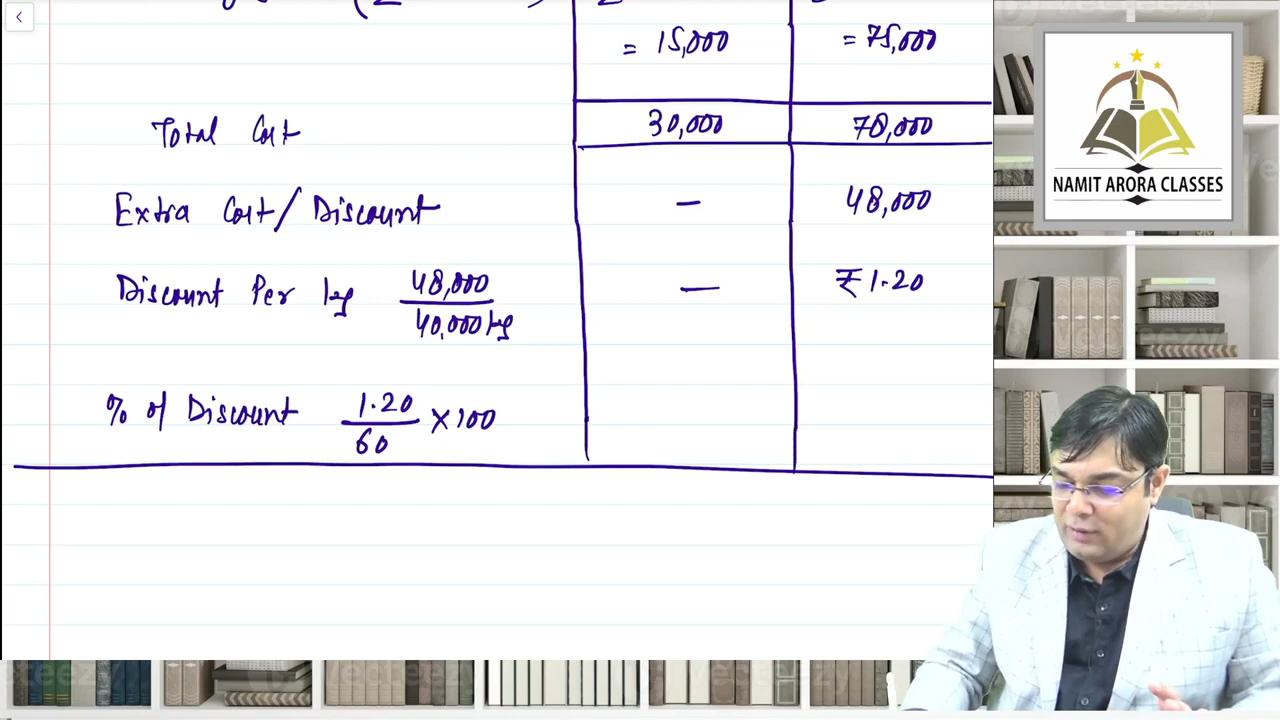 = 15,000 = 75,000
Total Cost 30,000 78,000
Extra Cost/Discount - 48,000
Discount Per kg 48,000/40,000 kg - ₹1.20
% of Discount 1.20/60 × 100
NAMIT ARORA CLASSES